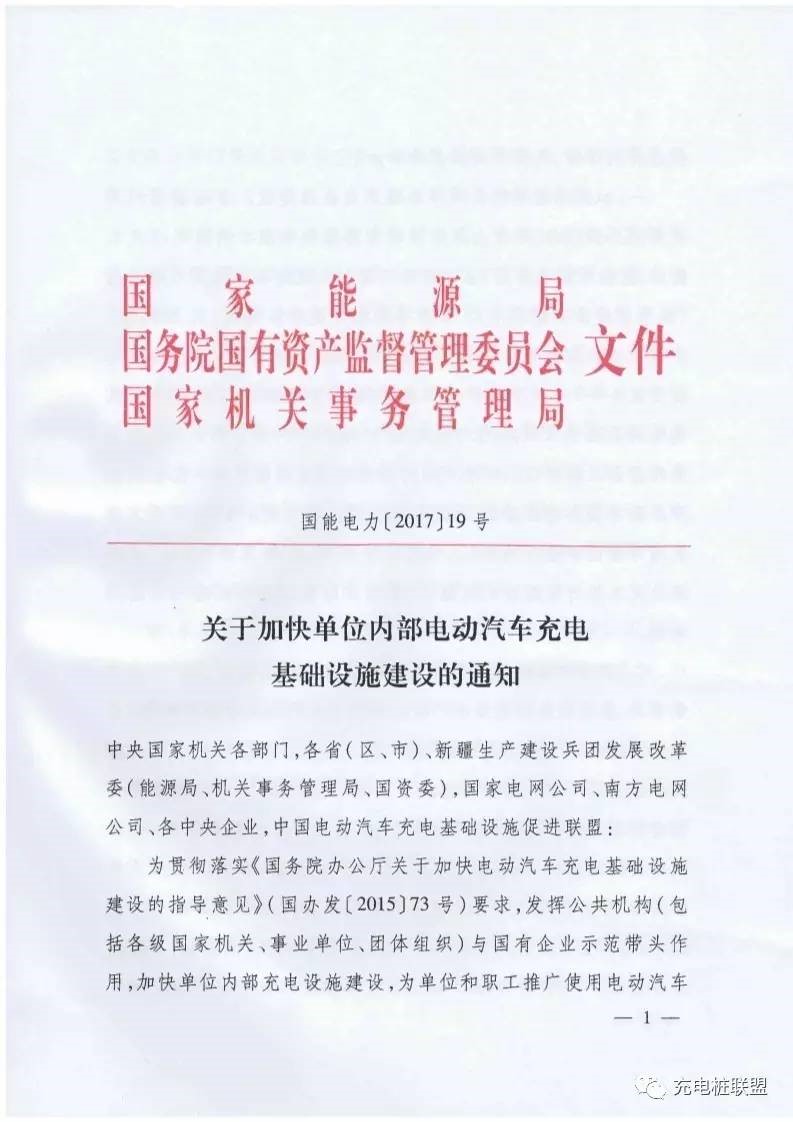 国家能源局
国务院国有资产监督管理委员会 文件
国家机关事务管理局
国能电力〔2017〕19号
关于加快单位内部电动汽车充电
基础设施建设的通知
中央国家机关各部门,各省(区、市)、新疆生产建设兵团发展改革
委(能源局、机关事务管理局、国资委),国家电网公司、南方电网
公司、各中央企业,中国电动汽车充电基础设施促进联盟:
为贯彻落实《国务院办公厅关于加快电动汽车充电基础设施
建设的指导意见》(国办发〔2015〕73号)要求,发挥公共机构(包
括各级国家机关、事业单位、团体组织)与国有企业示范带头作
用,加快单位内部充电设施建设,为单位和职工推广使用电动汽车
— 1 —
充电桩联盟